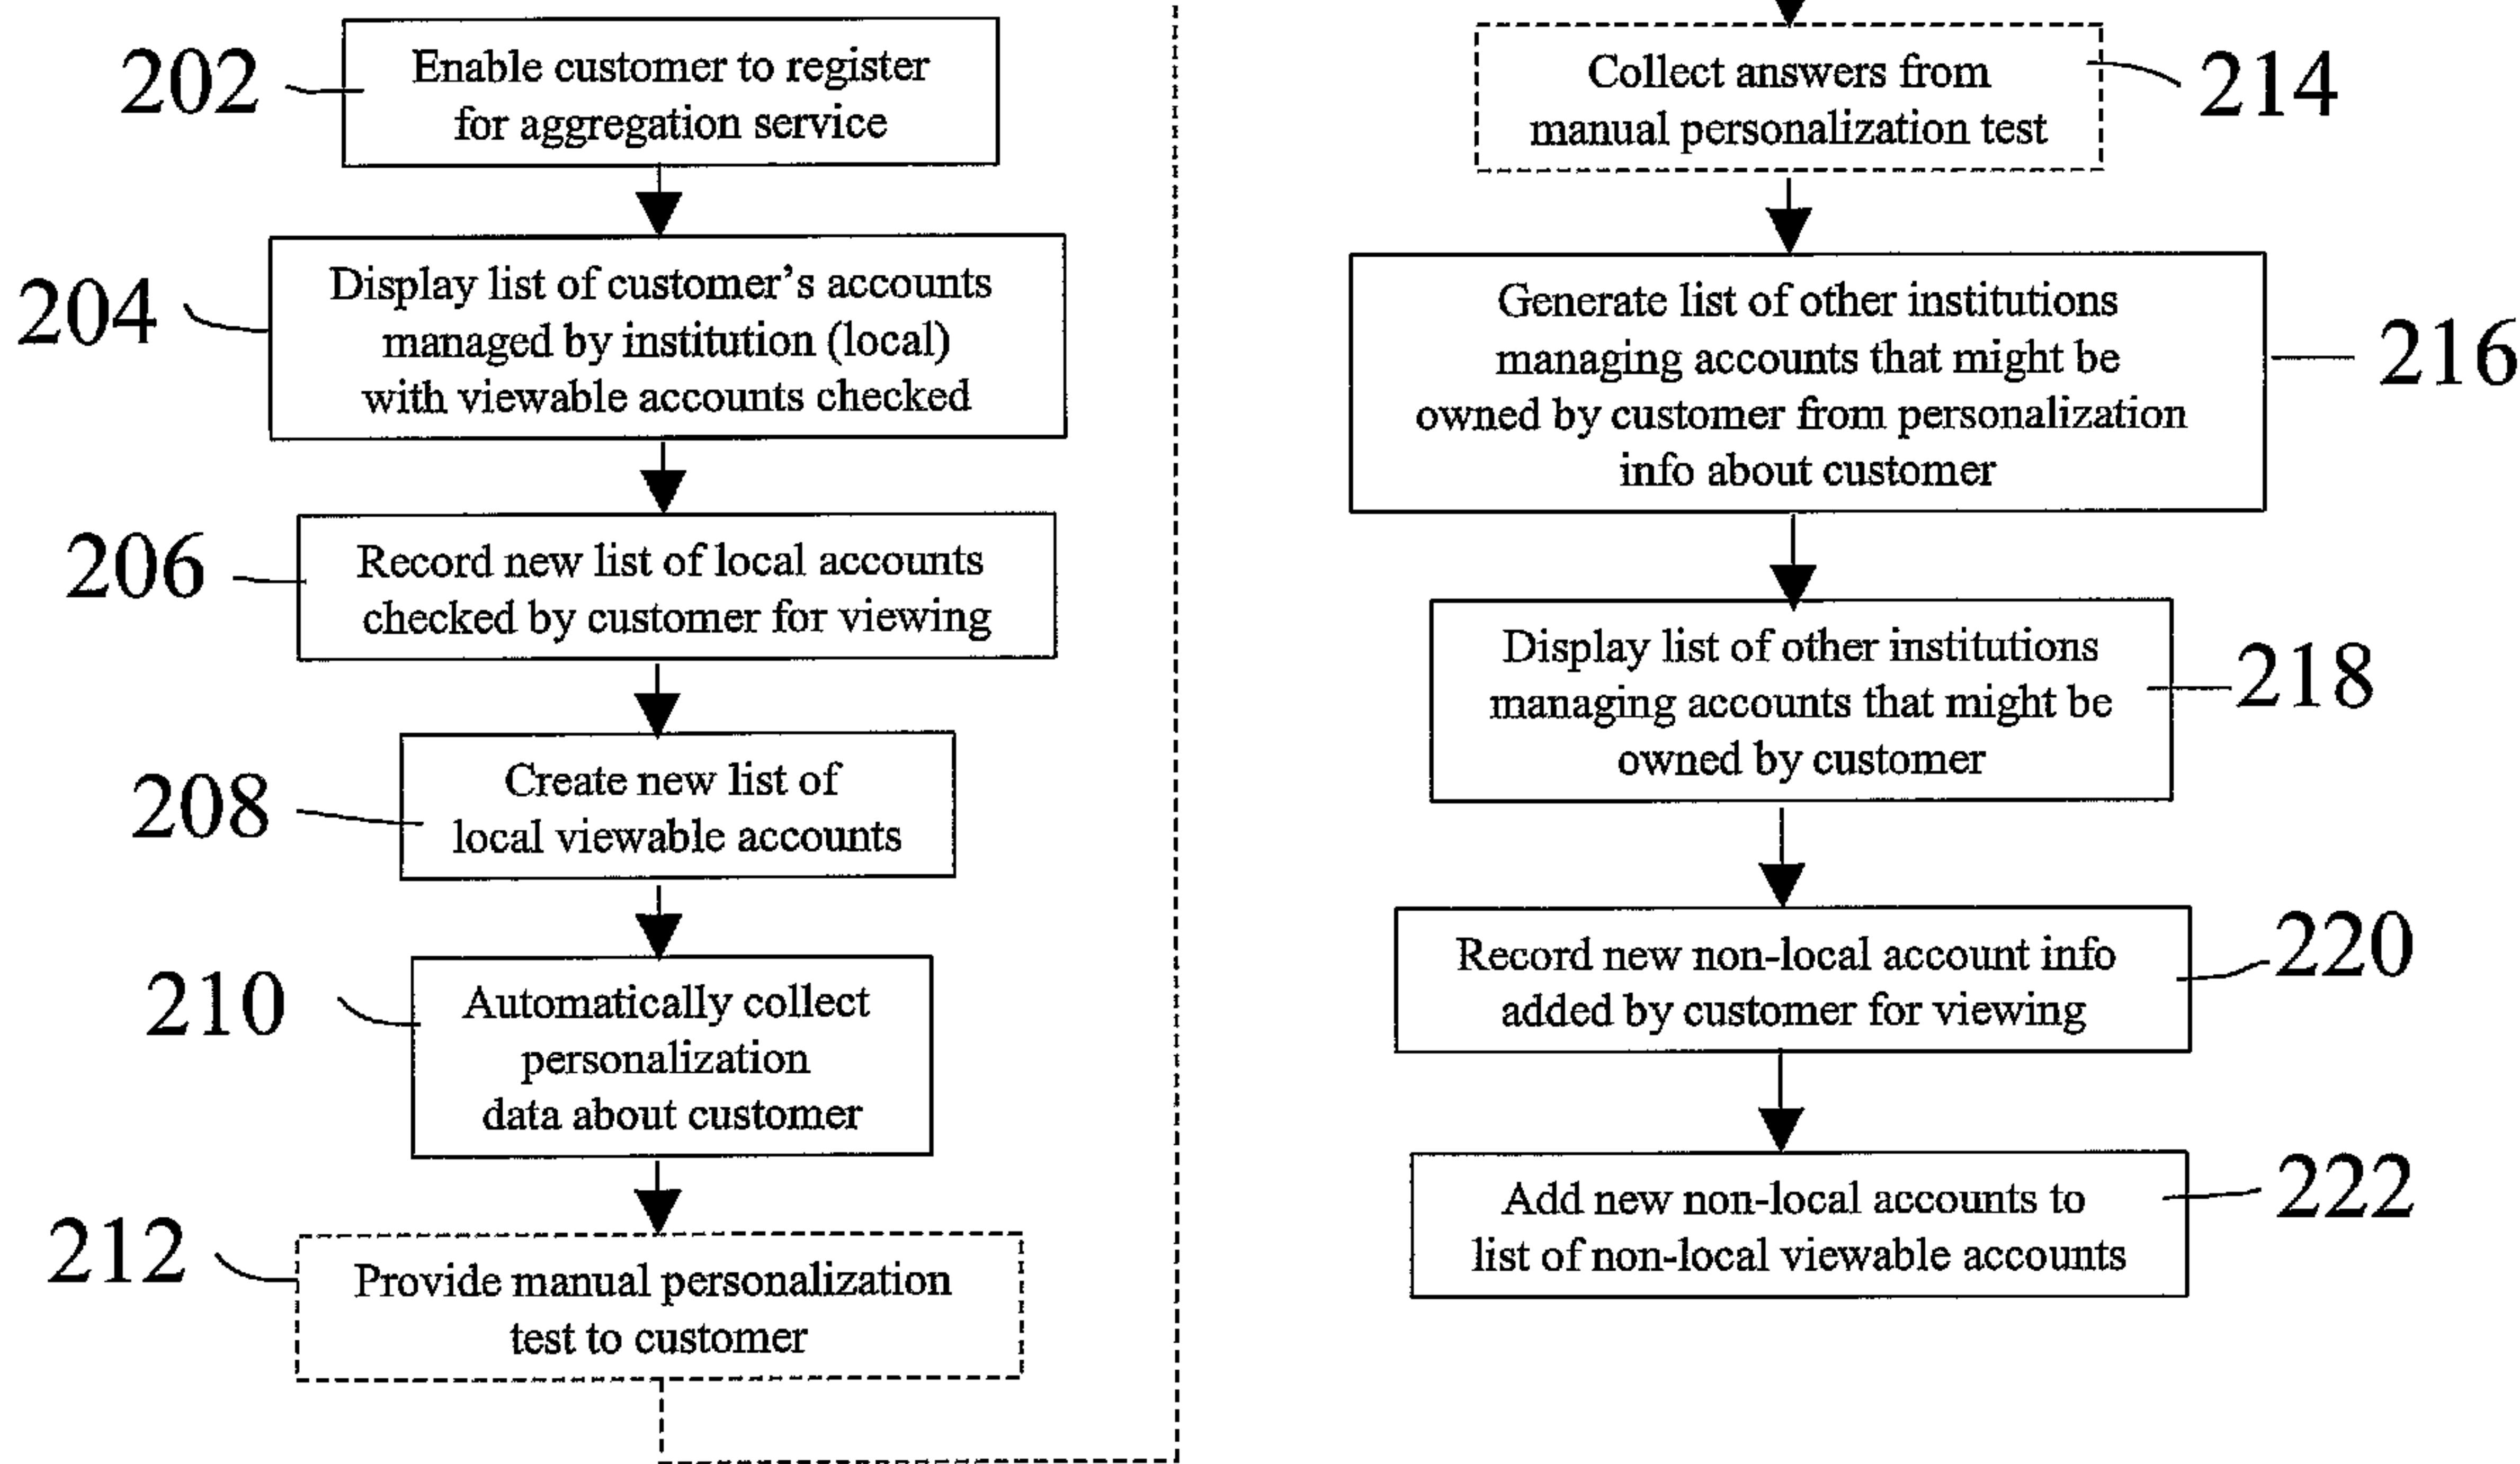 202
Enable customer to register
for aggregation service
204
Display list of customer’s accounts
managed by institution (local)
with viewable accounts checked
206
Record new list of local accounts
checked by customer for viewing
208
Create new list of
local viewable accounts
210
Automatically collect
personalization
data about customer
212
Provide manual personalization
test to customer
Collect answers from
manual personalization test
214
Generate list of other institutions
managing accounts that might be
owned by customer from personalization
info about customer
216
Display list of other institutions
managing accounts that might be
owned by customer
218
Record new non-local account info
added by customer for viewing
220
Add new non-local accounts to
list of non-local viewable accounts
222